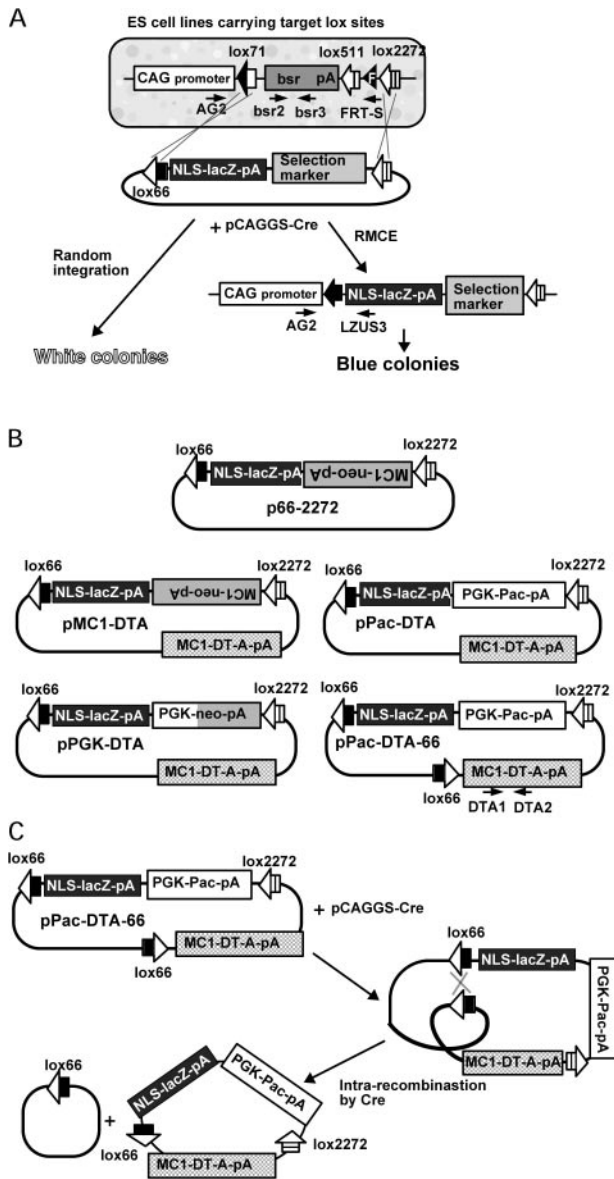 A
ES cell lines carrying target lox sites
lox71 lox511 lox2272
CAG promoter bsr pA F
AG2 bsr2 bsr3 FRT-S
NLS-lacZ-pA Selection marker
lox66
+ pCAGGS-Cre
Random integration
RMCE
CAG promoter NLS-lacZ-pA Selection marker
AG2 LZUS3
White colonies
Blue colonies
B
lox66 lox2272
NLS-lacZ-pA MC1-neo-pA
p66-2272
lox66 lox2272 lox66 lox2272
NLS-lacZ-pA MC1-neo-pA NLS-lacZ-pA PGK-Pac-pA
pMC1-DTA pPac-DTA
MC1-DT-A-pA MC1-DT-A-pA
lox66 lox2272 lox66 lox2272
NLS-lacZ-pA PGK-neo-pA NLS-lacZ-pA PGK-Pac-pA
pPGK-DTA pPac-DTA-66
MC1-DT-A-pA MC1-DT-A-pA
lox66 DTA1 DTA2
C
lox66 lox2272
NLS-lacZ-pA PGK-Pac-pA
pPac-DTA-66
+ pCAGGS-Cre
lox66 MC1-DT-A-pA
lox66
NLS-lacZ-pA
PGK-Pac-pA
MC1-DT-A-pA
Intra-recombinastion
by Cre
lox66
+
NLS-lacZ-pA PGK-Pac-pA
lox66 lox2272
MC1-DT-A-pA